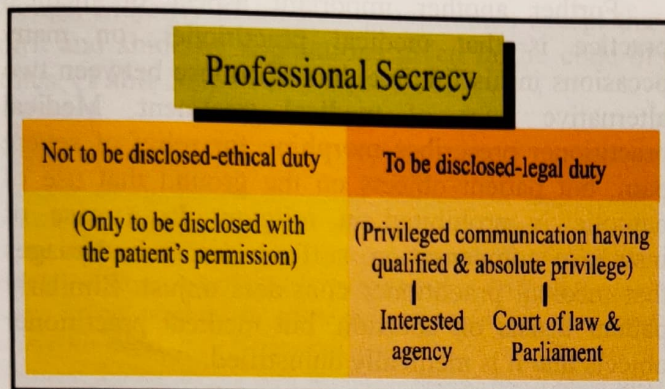 Professional Secrecy
Not to be disclosed-ethical duty
(Only to be disclosed with
the patient's permission)
To be disclosed-legal duty
(Privileged communication having
qualified & absolute privilege)
Interested
agency
Court of law &
Parliament